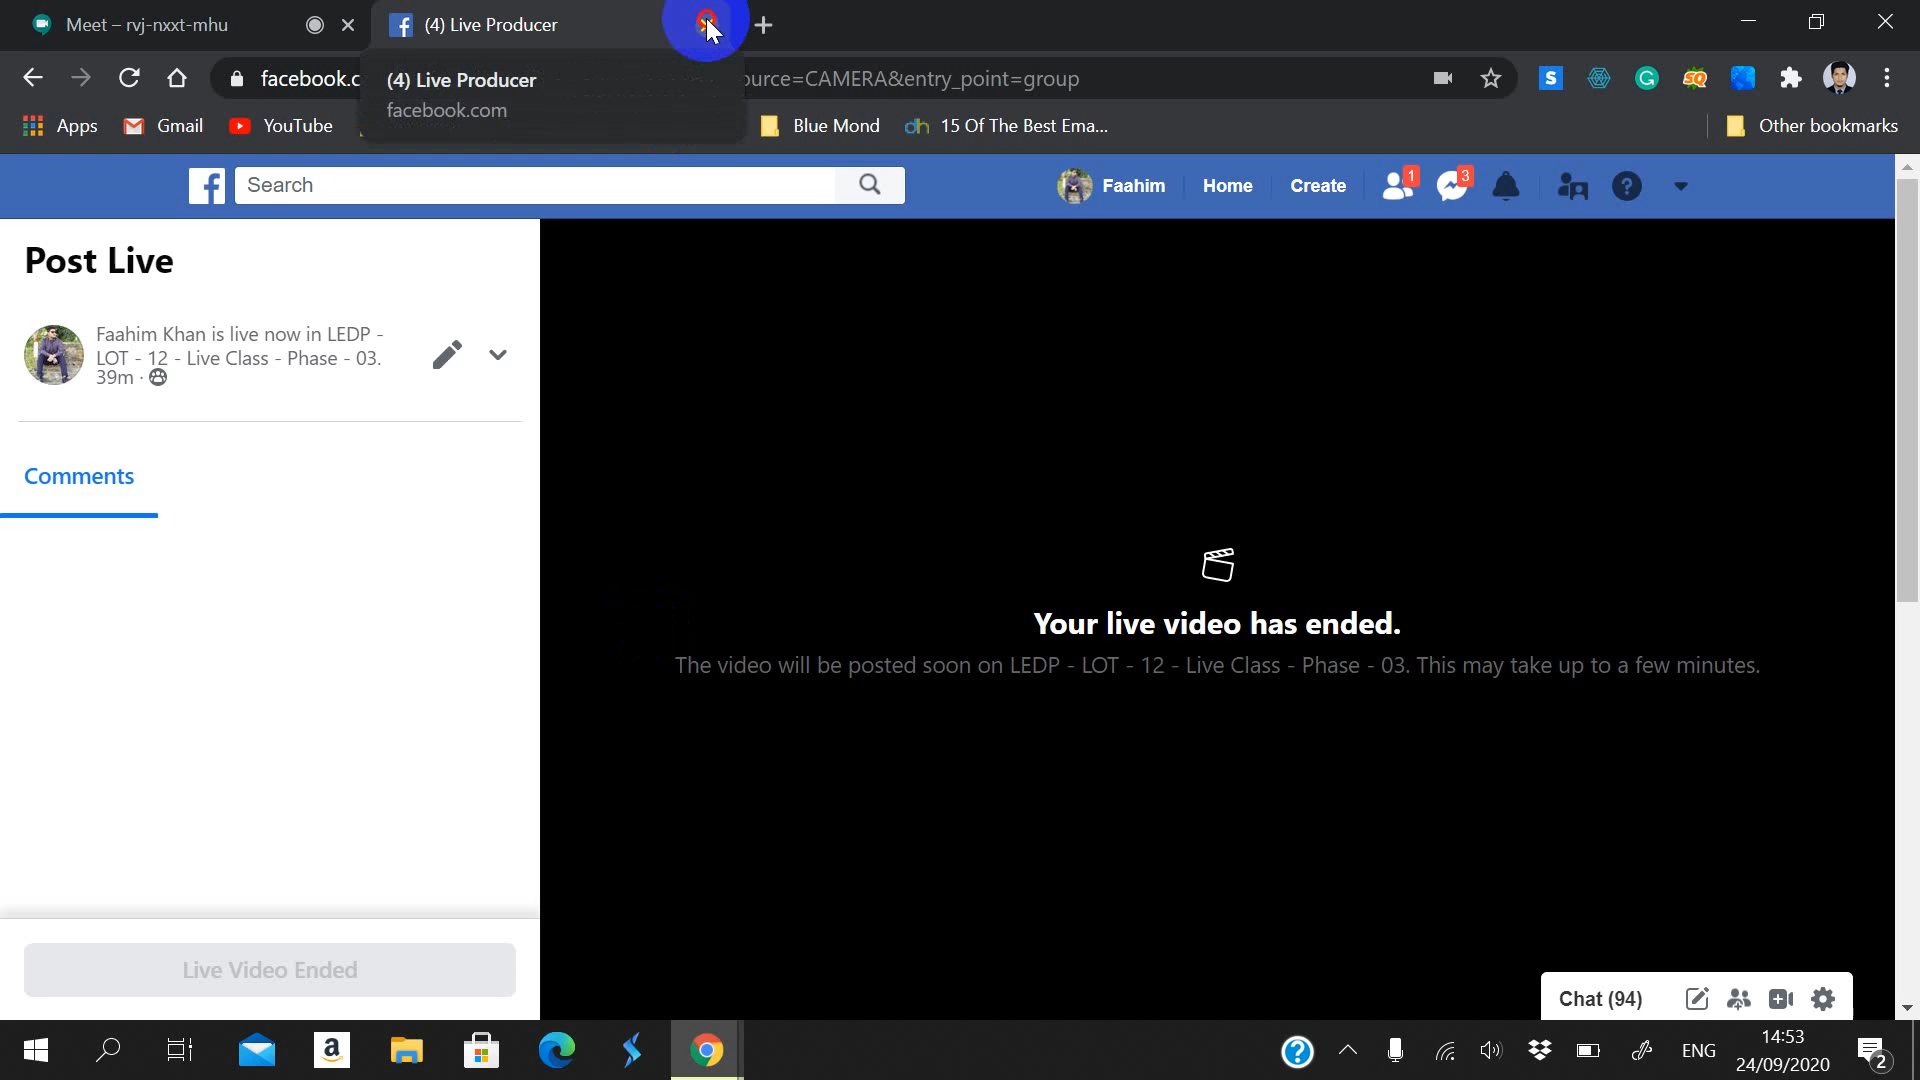 Meet – rvj-nxxt-mhu
(4) Live Producer
facebook.c
(4) Live Producer
facebook.com
urce=CAMERA&entry_point=group
Apps
Gmail
YouTube
Blue Mond
15 Of The Best Ema...
Other bookmarks
Search
Faahim
Home
Create
1
3
Post Live
Faahim Khan is live now in LEDP -
LOT - 12 - Live Class - Phase - 03.
39m ·
Comments
Your live video has ended.
The video will be posted soon on LEDP - LOT - 12 - Live Class - Phase - 03. This may take up to a few minutes.
Live Video Ended
Chat (94)
ENG
14:53
24/09/2020
2